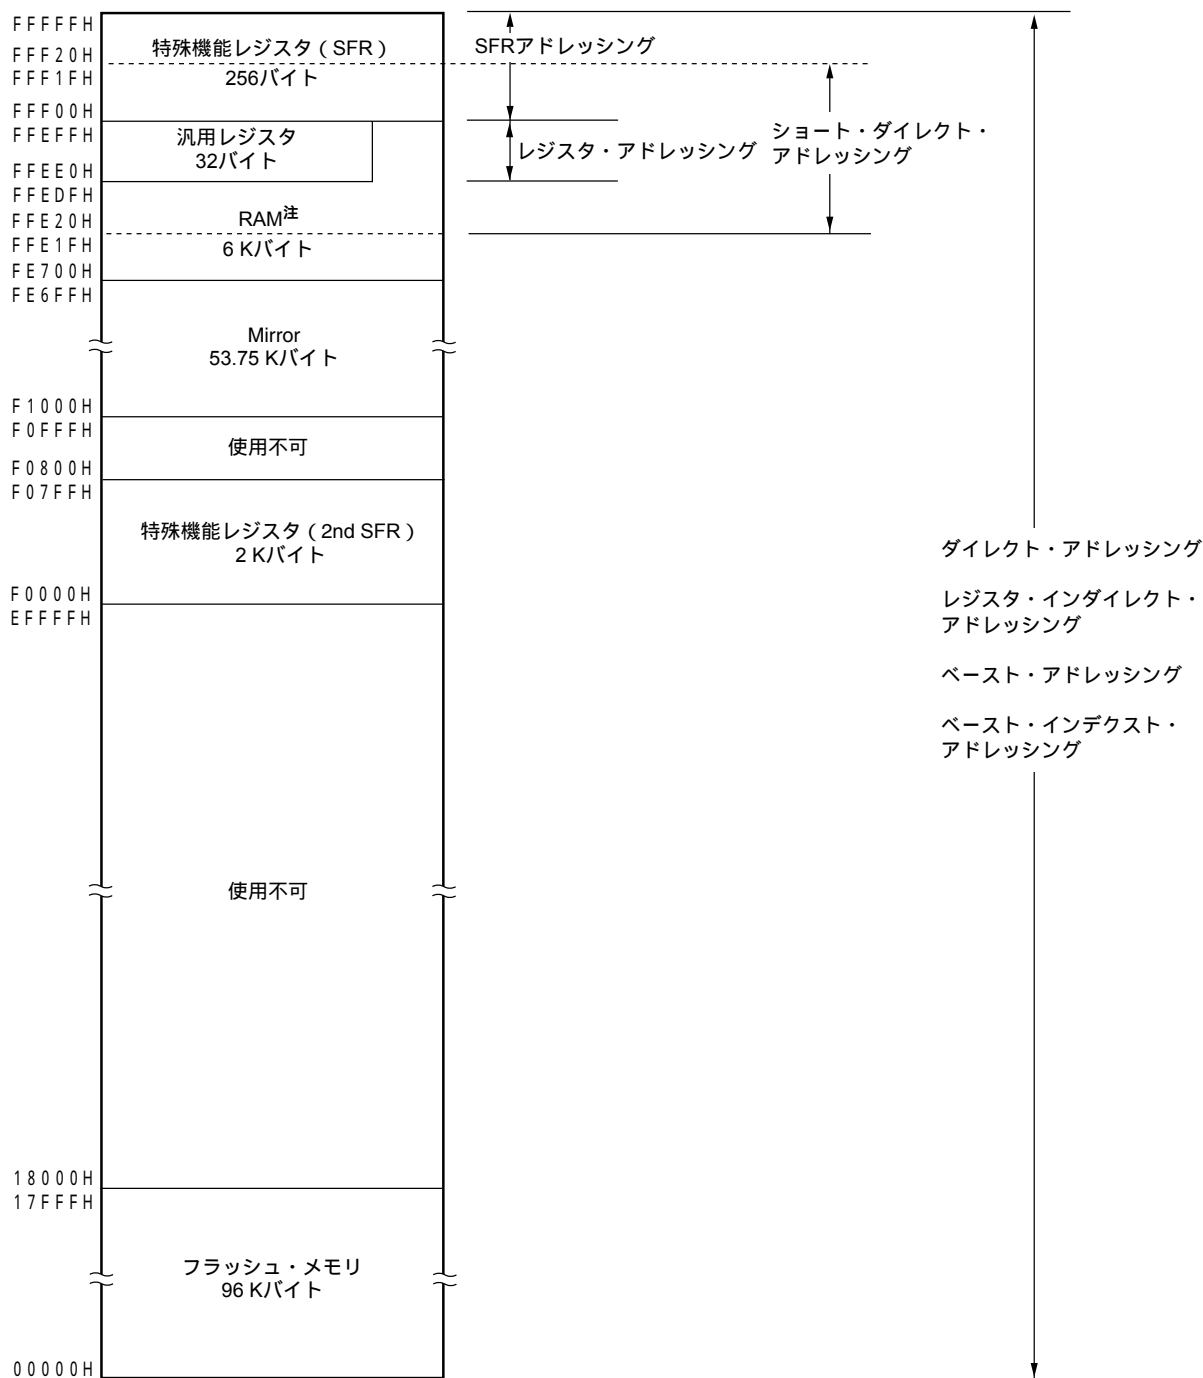 FFFFFH
FFF20H
FFF1FH
FFF00H
FFEFFH
FFEE0H
FFEDFH
FFE20H
FFE1FH
FE700H
FE6FFH
F1000H
F0FFFH
F0800H
F07FFH
F0000H
EFFFFH
18000H
17FFFH
00000H
特殊機能レジスタ(SFR)
256バイト
汎用レジスタ
32バイト
RAM注
6 Kバイト
Mirror
53.75 Kバイト
使用不可
特殊機能レジスタ(2nd SFR)
2 Kバイト
使用不可
フラッシュ・メモリ
96 Kバイト
SFRアドレッシング
レジスタ・アドレッシング
ショート・ダイレクト・
アドレッシング
ダイレクト・アドレッシング
レジスタ・インダイレクト・
アドレッシング
ベースト・アドレッシング
ベースト・インデクスト・
アドレッシング